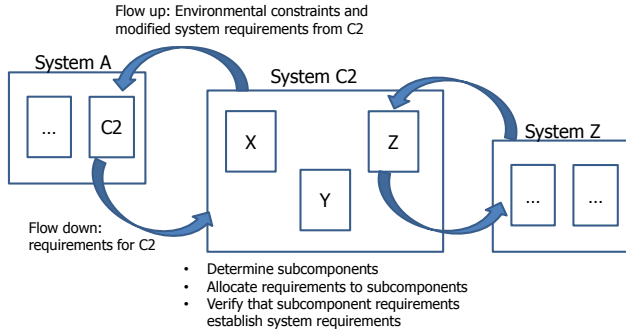 Flow up: Environmental constraints and
modified system requirements from C2
System A
System C2
System Z
...
C2
X
Z
Y
...
...
Flow down:
requirements for C2
• Determine subcomponents
• Allocate requirements to subcomponents
• Verify that subcomponent requirements
establish system requirements